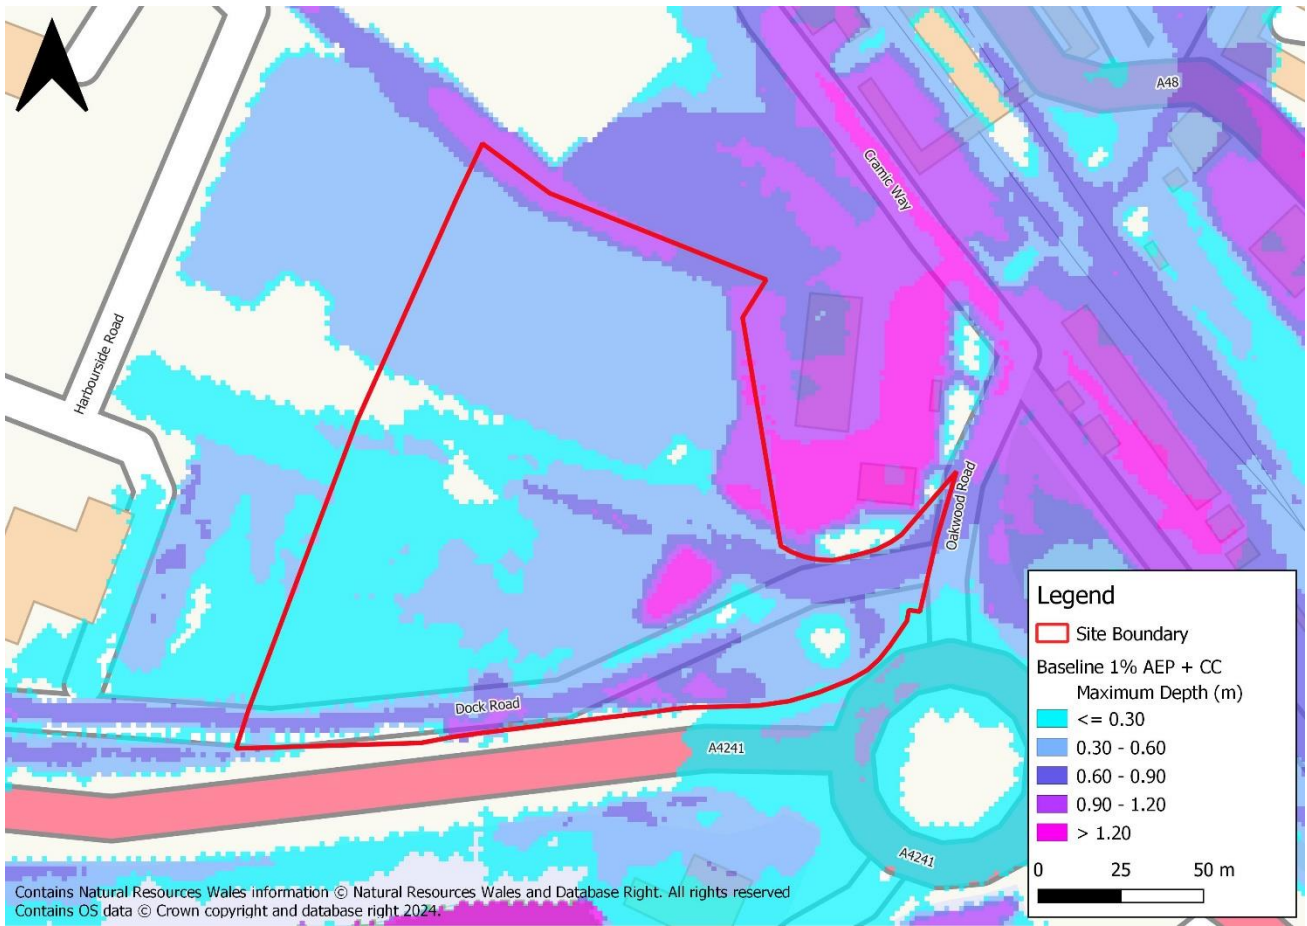 A48
Cramic Way
Harbourside Road
Oakwood Road
Dock Road
A4241
A4241
Legend
Site Boundary
Baseline 1% AEP + CC
Maximum Depth (m)
<= 0.30
0.30 - 0.60
0.60 - 0.90
0.90 - 1.20
> 1.20
0 25 50 m
Contains Natural Resources Wales information © Natural Resources Wales and Database Right. All rights reserved
Contains OS data © Crown copyright and database right 2024.